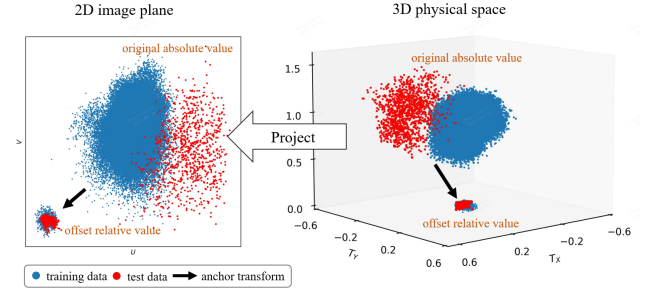 2D image plane
3D physical space
original absolute value
original absolute value
1.5
1.0
0.5
0.0
Project
V
offset relative value
offset relative value
U
-0.6
-0.2
0.2
0.6
T_Y
0.6
0.2
-0.2
-0.6
T_X
training data
test data
anchor transform